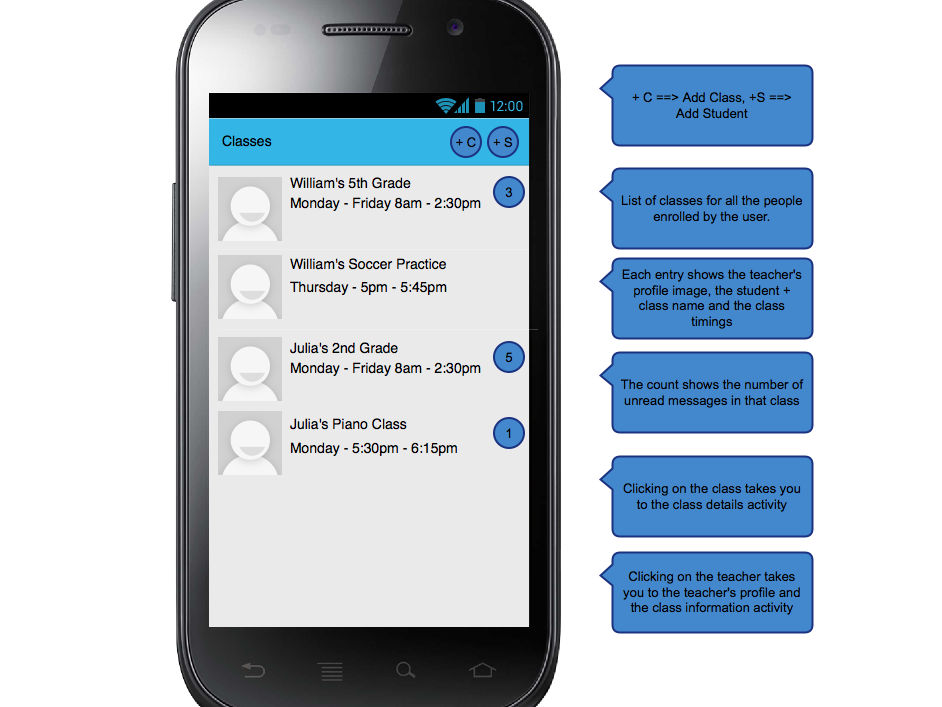 12:00
Classes
+ C
+ S
William's 5th Grade
Monday - Friday 8am - 2:30pm
3
William's Soccer Practice
Thursday - 5pm - 5:45pm
Julia's 2nd Grade
Monday - Friday 8am - 2:30pm
5
Julia's Piano Class
Monday - 5:30pm - 6:15pm
1
+ C ==> Add Class, +S ==>
Add Student
List of classes for all the people
enrolled by the user.
Each entry shows the teacher's
profile image, the student +
class name and the class
timings
The count shows the number of
unread messages in that class
Clicking on the class takes you
to the class details activity
Clicking on the teacher takes
you to the teacher's profile and
the class information activity